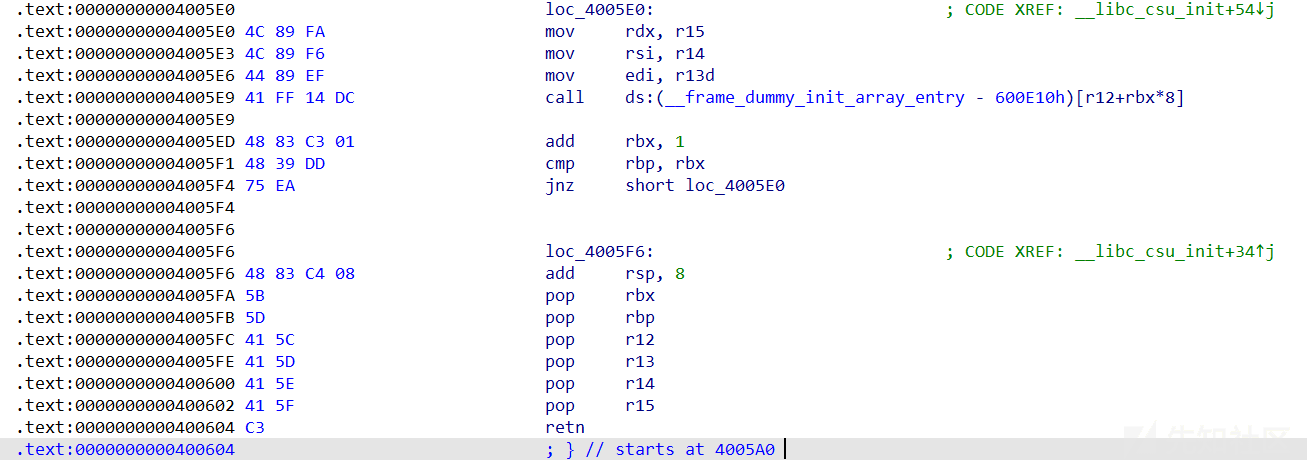 .text:00000000004005E0 loc_4005E0: ; CODE XREF: __libc_csu_init+54↓j
.text:00000000004005E0 4C 89 FA mov rdx, r15
.text:00000000004005E3 4C 89 F6 mov rsi, r14
.text:00000000004005E6 44 89 EF mov edi, r13d
.text:00000000004005E9 41 FF 14 DC call ds:(__frame_dummy_init_array_entry - 600E10h)[r12+rbx*8]
.text:00000000004005E9
.text:00000000004005ED 48 83 C3 01 add rbx, 1
.text:00000000004005F1 48 39 DD cmp rbp, rbx
.text:00000000004005F4 75 EA jnz short loc_4005E0
.text:00000000004005F4
.text:00000000004005F6
.text:00000000004005F6 loc_4005F6: ; CODE XREF: __libc_csu_init+34↑j
.text:00000000004005F6 48 83 C4 08 add rsp, 8
.text:00000000004005FA 5B pop rbx
.text:00000000004005FB 5D pop rbp
.text:00000000004005FC 41 5C pop r12
.text:00000000004005FE 41 5D pop r13
.text:0000000000400600 41 5E pop r14
.text:0000000000400602 41 5F pop r15
.text:0000000000400604 C3 retn
.text:0000000000400604 ; } // starts at 4005A0